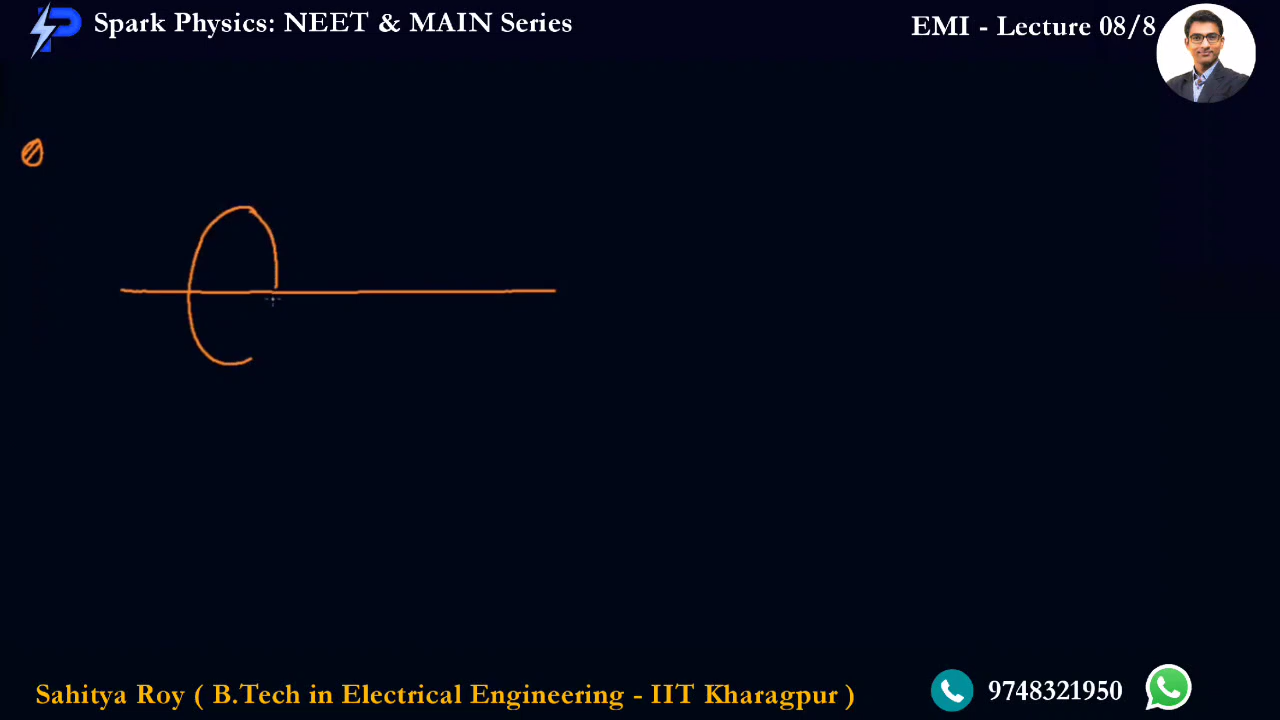 Spark Physics: NEET & MAIN Series
EMI - Lecture 08/8
Sahitya Roy ( B.Tech in Electrical Engineering - IIT Kharagpur )
9748321950